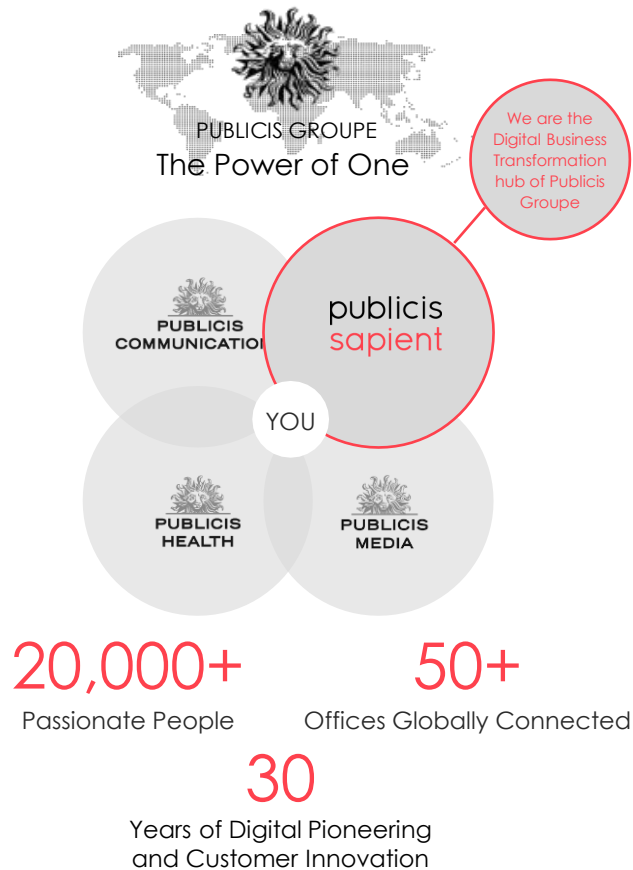 PUBLICIS GROUPE
The Power of One
We are the
Digital Business
Transformation
hub of Publicis
Groupe
PUBLICIS
COMMUNICATIO
publicis
sapient
YOU
PUBLICIS
HEALTH
PUBLICIS
MEDIA
20,000+
Passionate People
50+
Offices Globally Connected
30
Years of Digital Pioneering
and Customer Innovation